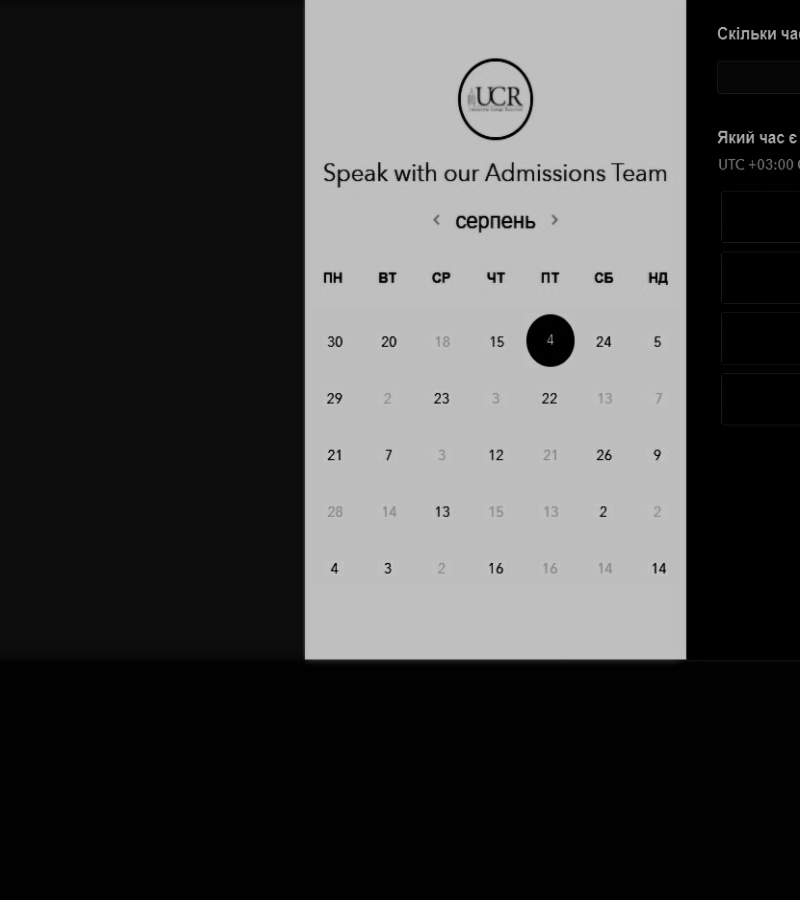 UCR
Speak with our Admissions Team
серпень
ПН ВТ СР ЧТ ПТ СБ НД
30 20 18 15 4 24 5
29 2 23 3 22 13 7
21 7 3 12 21 26 9
28 14 13 15 13 2 2
4 3 2 16 16 14 14
Скільки ча
Який час є
UTC +03:00